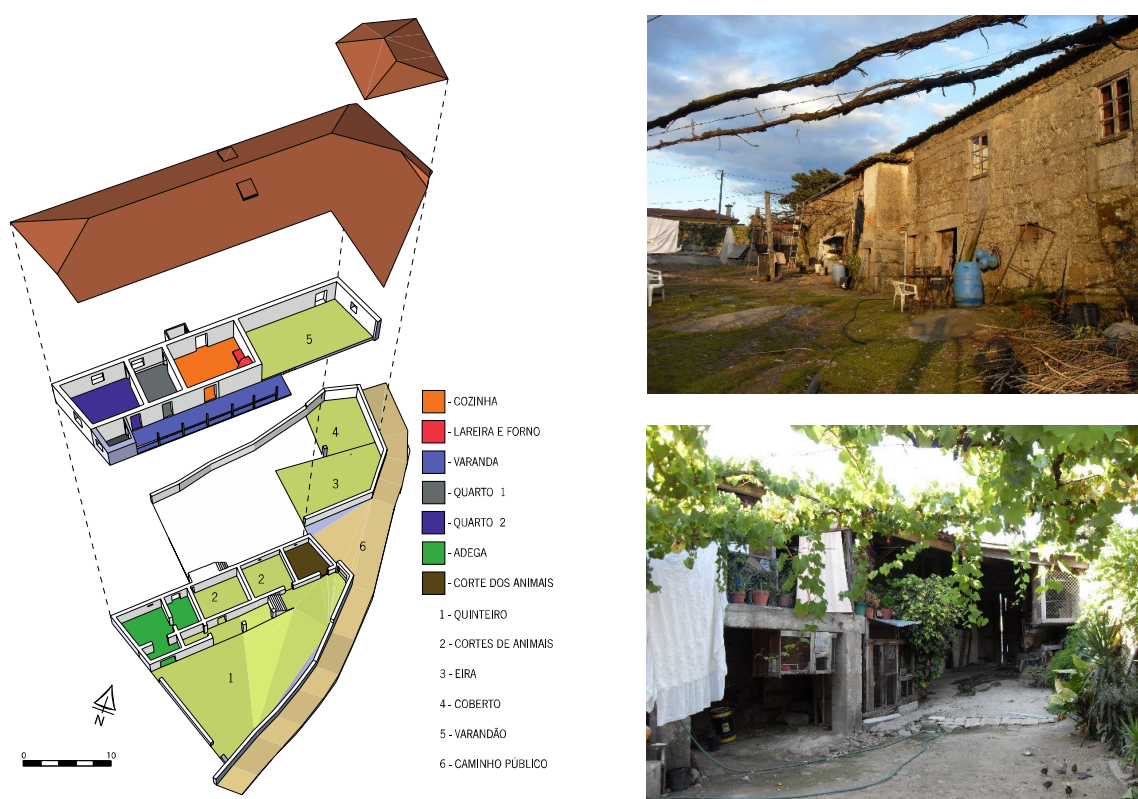 5
4
3
6
2
2
1
N
0 10
- COZINHA
- LAREIRA E FORNO
- VARANDA
- QUARTO 1
- QUARTO 2
- ADEGA
- CORTE DOS ANIMAIS
1 - QUINTEIRO
2 - CORTES DE ANIMAIS
3 - EIRA
4 - COBERTO
5 - VARANDÃO
6 - CAMINHO PÚBLICO